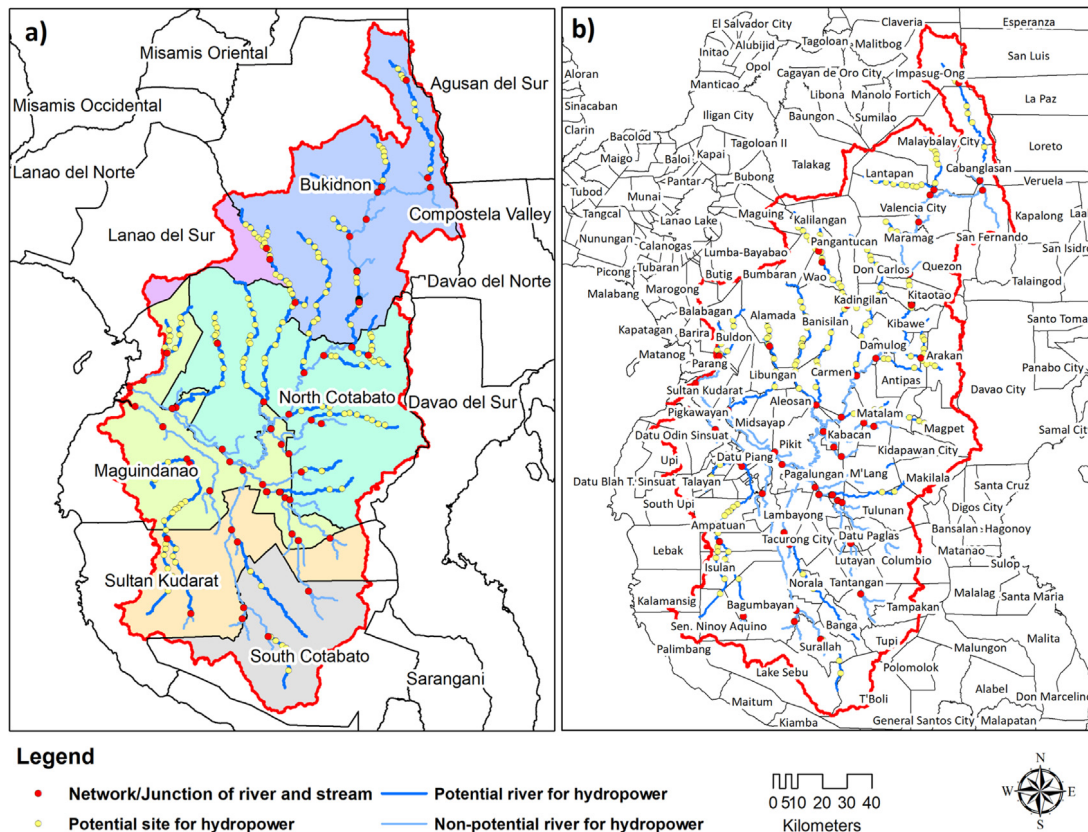 a)
Misamis Oriental
Agusan del Sur
Misamis Occidental
Bukidnon
Lanao del Norte
Compostela Valley
Lanao del Sur
Davao del Norte
North Cotabato
Davao del Sur
Maguindanao
Sultan Kudarat
South Cotabato
Sarangani
b)
El Salvador City
Claveria
Esperanza
Alubijid
Tagoloan
Malitbog
Initao
Opol
San Luis
Aloran
Cagayan de Oro City
Impasug-Ong
Manticao
Libona
Manolo Fortich
La Paz
Sinacaban
Iligan City
Baungon
Sumilao
Clarin
Bacolod
Tagoloan II
Malaybalay City
Loreto
Maigo
Baloi
Kapai
Talakag
Cabanglasan
Pantar
Bubong
Lantapan
Veruela
Tubod
Munai
Valencia City
Tangcal
Lanao Lake
Maguing
Kalilangan
Kapalong
Laa
Nunungan
Calanogas
Maramag
San Fernando
Lumba-Bayabao
Pangantucan
San Isidro
Picong
Tubaran
Butig
Bumbaran
Wao
Don Carlos
Quezon
Talaingod
Malabang
Marogong
Kadingilan
Kitaotao
Balabagan
Alamada
Banisilan
Kibawe
Santo Toma
Kapatagan
Barira
Buldon
Damulog
Arakan
Matanog
Parang
Libungan
Carmen
Panabo City
Antipas
Sultan Kudarat
Aleosan
Davao City
Pigkawayan
Midsayap
Matalam
Magpet
Samal City
Datu Odin Sinsuat
Pikit
Kabacan
Upi
Datu Piang
Kidapawan City
Pagalungan
M'Lang
Datu Blah T. Sinsuat
Talayan
Makilala
Santa Cruz
South Upi
Tulunan
Digos City
Lambayong
Ampatuan
Datu Paglas
Bansalan
Hagonoy
Tacurong City
Lebak
Lutayan
Columbio
Matanao
Isulan
Sulop
Norala
Tantangan
Kalamansig
Malalag
Bagumbayan
Santa Maria
Tampakan
Sen. Ninoy Aquino
Banga
Malita
Palimbang
Tupi
Surallah
Malungon
Lake Sebu
Polomolok
Alabel
T'Boli
Don Marcelino
Maitum
Kiamba
General Santos City
Malapatan
Legend
Network/Junction of river and stream
Potential river for hydropower
Potential site for hydropower
Non-potential river for hydropower
0 5 10 20 30 40
Kilometers
N
W E
S